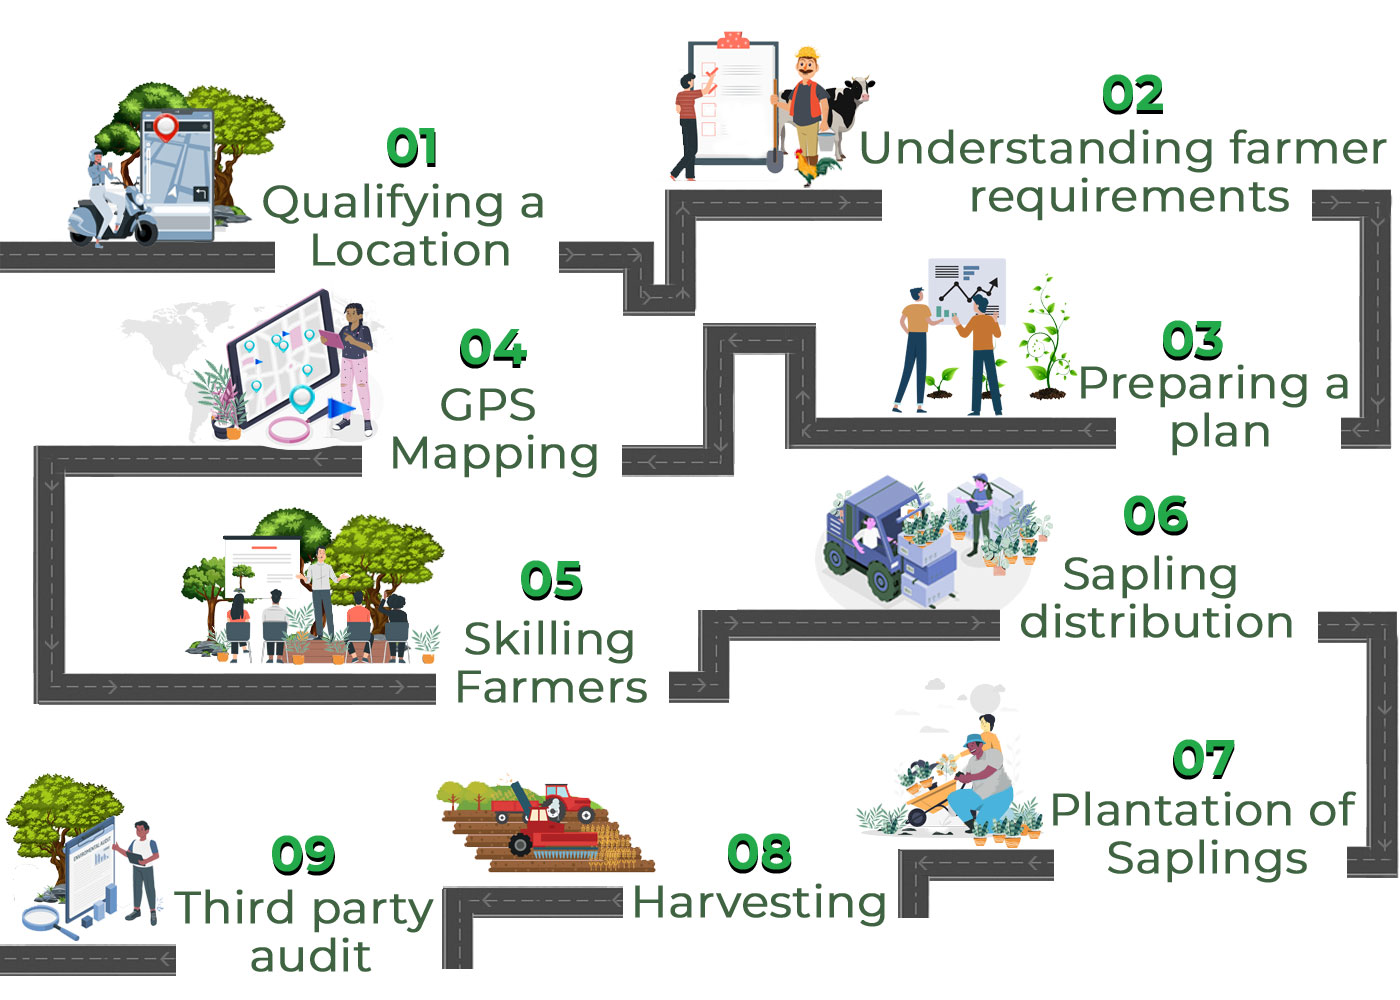 01
Qualifying a
Location
02
Understanding farmer
requirements
03
Preparing a
plan
04
GPS
Mapping
05
Skilling
Farmers
06
Sapling
distribution
07
Plantation of
Saplings
08
Harvesting
09
Third party
audit